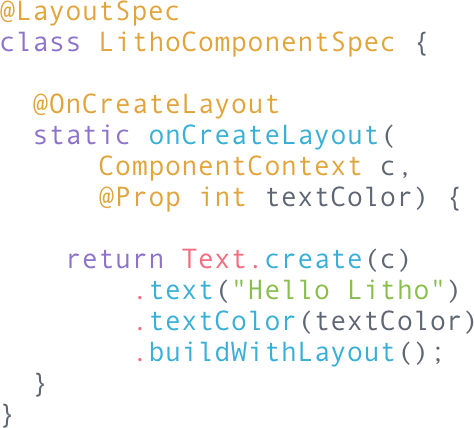 @LayoutSpec
class LithoComponentSpec {
@OnCreateLayout
static onCreateLayout(
ComponentContext c,
@Prop int textColor) {
return Text.create(c)
.text("Hello Litho")
.textColor(textColor)
.buildWithLayout();
}
}